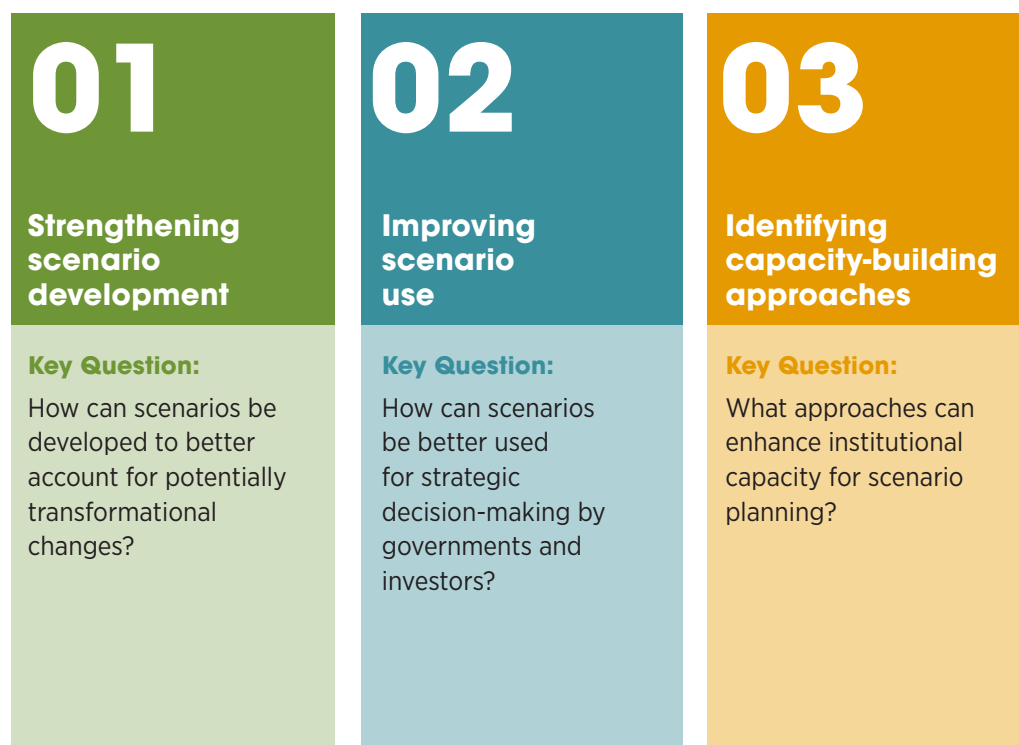 01
Strengthening
scenario
development
Key Question:
How can scenarios be
developed to better
account for potentially
transformational
changes?
02
Improving
scenario
use
Key Question:
How can scenarios
be better used
for strategic
decision-making by
governments and
investors?
03
Identifying
capacity-building
approaches
Key Question:
What approaches can
enhance institutional
capacity for scenario
planning?